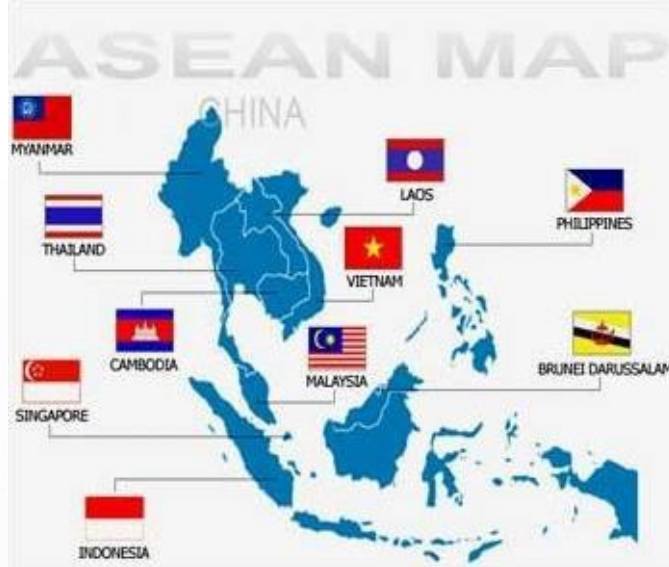 ASEAN MAP
CHINA
MYANMAR
LAOS
PHILIPPINES
THAILAND
VIETNAM
CAMBODIA
MALAYSIA
BRUNEI DARUSSALAM
SINGAPORE
INDONESIA